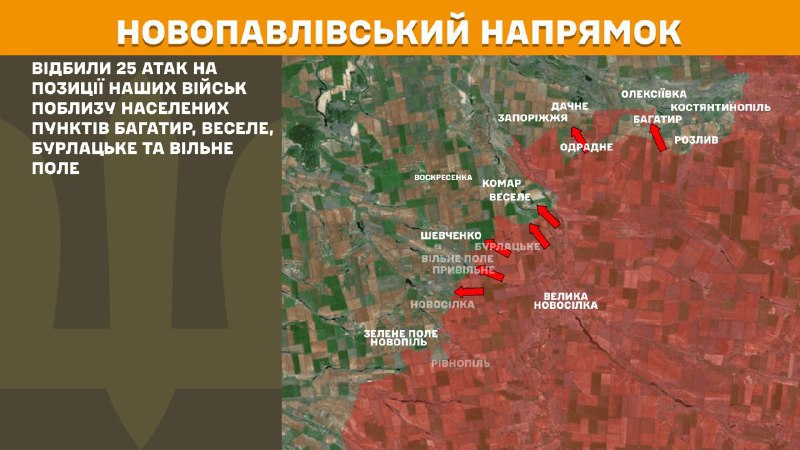 НОВОПАВЛІВСЬКИЙ НАПРЯМОК
ВІДБИЛИ 25 АТАК НА
ПОЗИЦІЇ НАШИХ ВІЙСЬК
ПОБЛИЗУ НАСЕЛЕНИХ
ПУНКТІВ БАГАТИР, ВЕСЕЛЕ,
БУРЛАЦЬКЕ ТА ВІЛЬНЕ
ПОЛЕ
ОЛЕКСІЇВКА
ДАЧНЕ
КОСТЯНТИНОПІЛЬ
ЗАПОРІЖЖЯ
БАГАТИР
РОЗЛИВ
ОДРАДНЕ
ВОСКРЕСЕНКА
КОМАР
ВЕСЕЛЕ
ШЕВЧЕНКО
БУРЛАЦЬКЕ
ВІЛЬНЕ ПОЛЕ
ПРИВІЛЬНЕ
НОВОСІЛКА
ВЕЛИКА
НОВОСІЛКА
ЗЕЛЕНЕ ПОЛЕ
НОВОПІЛЬ
РІВНОПІЛЬ